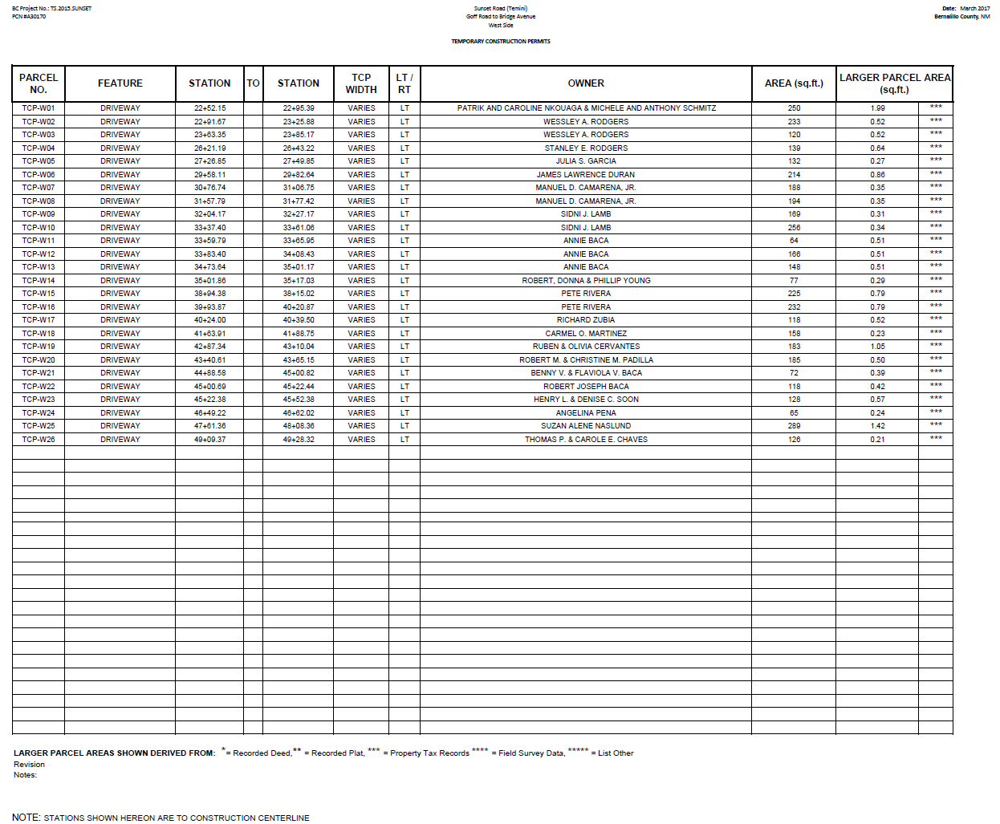 BC Project No.: TS.2015.SUNSET
PCN #A30170
Sunset Road (Temini)
Goff Road to Bridge Avenue
West Side
Date: March 2017
Bernalillo County, NM
TEMPORARY CONSTRUCTION PERMITS
PARCEL NO. FEATURE STATION TO STATION TCP WIDTH LT / RT OWNER AREA (sq.ft.) LARGER PARCEL AREA (sq.ft.)
TCP-W01 DRIVEWAY 22+52.15 22+95.39 VARIES LT PATRIK AND CAROLINE NKOUAGA & MICHELE AND ANTHONY SCHMITZ 250 1.99 ***
TCP-W02 DRIVEWAY 22+91.67 23+25.88 VARIES LT WESSLEY A. RODGERS 233 0.52 ***
TCP-W03 DRIVEWAY 23+63.35 23+85.17 VARIES LT WESSLEY A. RODGERS 120 0.52 ***
TCP-W04 DRIVEWAY 26+21.19 26+43.22 VARIES LT STANLEY E. RODGERS 139 0.64 ***
TCP-W05 DRIVEWAY 27+26.85 27+49.85 VARIES LT JULIA S. GARCIA 132 0.27 ***
TCP-W06 DRIVEWAY 29+58.11 29+82.64 VARIES LT JAMES LAWRENCE DURAN 214 0.86 ***
TCP-W07 DRIVEWAY 30+76.74 31+06.75 VARIES LT MANUEL D. CAMARENA, JR. 188 0.35 ***
TCP-W08 DRIVEWAY 31+57.79 31+77.42 VARIES LT MANUEL D. CAMARENA, JR. 194 0.35 ***
TCP-W09 DRIVEWAY 32+04.17 32+27.17 VARIES LT SIDNI J. LAMB 169 0.31 ***
TCP-W10 DRIVEWAY 33+37.40 33+61.06 VARIES LT SIDNI J. LAMB 256 0.34 ***
TCP-W11 DRIVEWAY 33+59.79 33+65.95 VARIES LT ANNIE BACA 64 0.51 ***
TCP-W12 DRIVEWAY 33+83.40 34+08.43 VARIES LT ANNIE BACA 166 0.51 ***
TCP-W13 DRIVEWAY 34+73.64 35+01.17 VARIES LT ANNIE BACA 148 0.51 ***
TCP-W14 DRIVEWAY 35+01.86 35+17.03 VARIES LT ROBERT, DONNA & PHILLIP YOUNG 77 0.29 ***
TCP-W15 DRIVEWAY 38+94.38 38+15.02 VARIES LT PETE RIVERA 225 0.79 ***
TCP-W16 DRIVEWAY 39+93.87 40+20.87 VARIES LT PETE RIVERA 232 0.79 ***
TCP-W17 DRIVEWAY 40+24.00 40+39.50 VARIES LT RICHARD ZUBIA 118 0.52 ***
TCP-W18 DRIVEWAY 41+63.91 41+88.75 VARIES LT CARMEL O. MARTINEZ 158 0.23 ***
TCP-W19 DRIVEWAY 42+87.34 43+10.04 VARIES LT RUBEN & OLIVIA CERVANTES 183 1.05 ***
TCP-W20 DRIVEWAY 43+40.61 43+65.15 VARIES LT ROBERT M. & CHRISTINE M. PADILLA 185 0.50 ***
TCP-W21 DRIVEWAY 44+88.58 45+00.82 VARIES LT BENNY V. & FLAVIOLA V. BACA 72 0.39 ***
TCP-W22 DRIVEWAY 45+00.69 45+22.44 VARIES LT ROBERT JOSEPH BACA 118 0.42 ***
TCP-W23 DRIVEWAY 45+22.38 45+52.38 VARIES LT HENRY L. & DENISE C. SOON 128 0.57 ***
TCP-W24 DRIVEWAY 46+49.22 46+62.02 VARIES LT ANGELINA PENA 65 0.24 ***
TCP-W25 DRIVEWAY 47+61.36 48+08.36 VARIES LT SUZAN ALENE NASLUND 289 1.42 ***
TCP-W26 DRIVEWAY 49+09.37 49+28.32 VARIES LT THOMAS P. & CAROLE E. CHAVES 126 0.21 ***
LARGER PARCEL AREAS SHOWN DERIVED FROM: *= Recorded Deed,** = Recorded Plat, *** = Property Tax Records **** = Field Survey Data, ***** = List Other
Revision
Notes:
NOTE: STATIONS SHOWN HEREON ARE TO CONSTRUCTION CENTERLINE